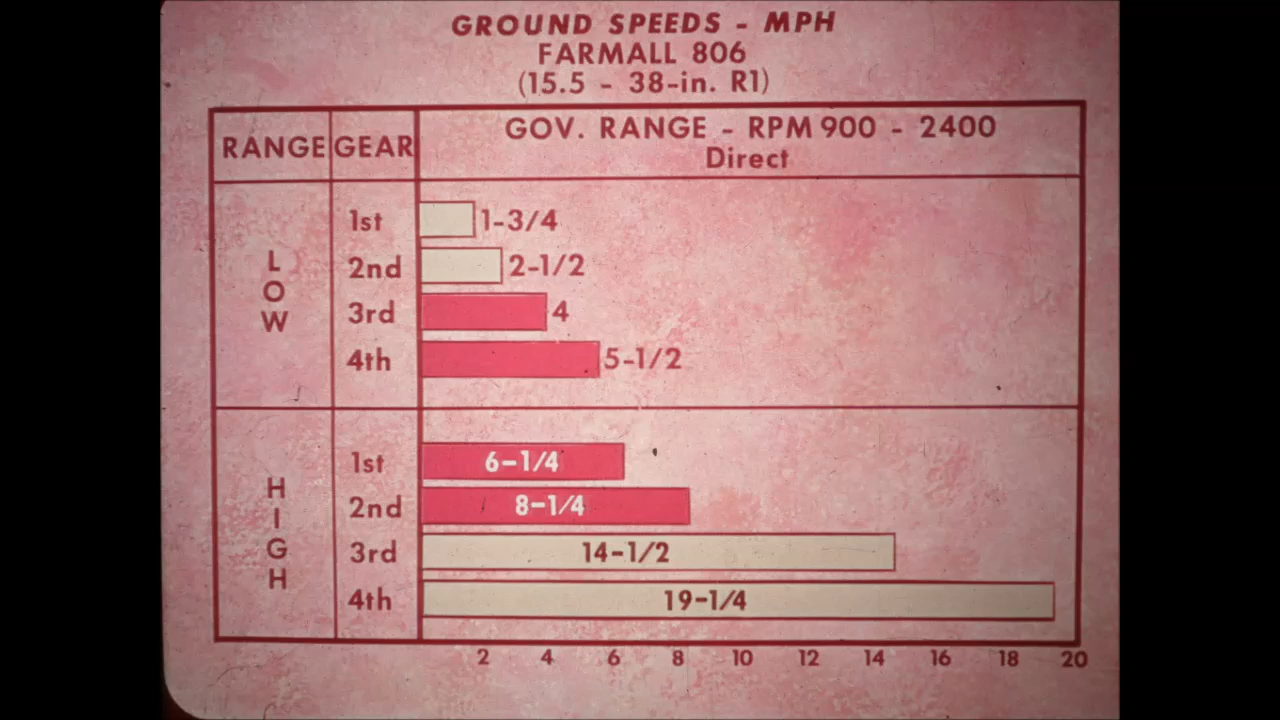 GROUND SPEEDS - MPH
FARMALL 806
(15.5 - 38-in. R1)
RANGE GEAR GOV. RANGE - RPM 900 - 2400
Direct
LOW
1st 1-3/4
2nd 2-1/2
3rd 4
4th 5-1/2
HIGH
1st 6-1/4
2nd 8-1/4
3rd 14-1/2
4th 19-1/4
2 4 6 8 10 12 14 16 18 20